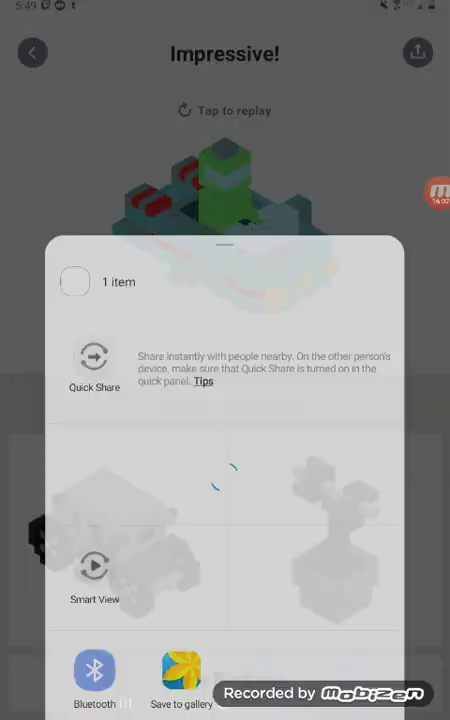 5:49
Impressive!
Tap to replay
16:02
1 item
Share instantly with people nearby. On the other person's
device, make sure that Quick Share is turned on in the
quick panel. Tips
Quick Share
Smart View
Bluetooth
Save to gallery
Recorded by Mobizen